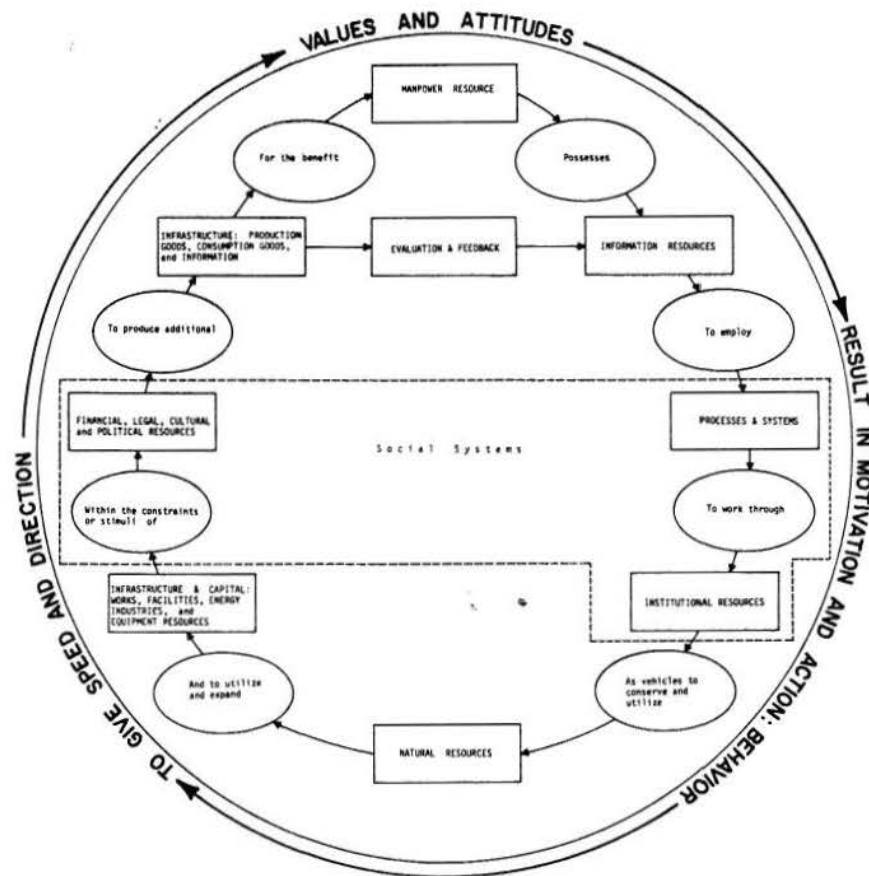 VALUES AND ATTITUDES
MANPOWER RESOURCE
For the benefit
Possesses
INFRASTRUCTURE: PRODUCTION
GOODS, CONSUMPTION GOODS,
and INFORMATION
EVALUATION & FEEDBACK
INFORMATION RESOURCES
To produce additional
To employ
RESULT IN MOTIVATION AND ACTION: BEHAVIOR
FINANCIAL, LEGAL, CULTURAL
and POLITICAL RESOURCES
Social Systems
PROCESSES & SYSTEMS
Within the constraints
or stimuli of
To work through
INFRASTRUCTURE & CAPITAL:
WORKS, FACILITIES, ENERGY
INDUSTRIES, and
EQUIPMENT RESOURCES
INSTITUTIONAL RESOURCES
And to utilize
and expand
As vehicles to
conserve and
utilize
NATURAL RESOURCES
TO GIVE SPEED AND DIRECTION